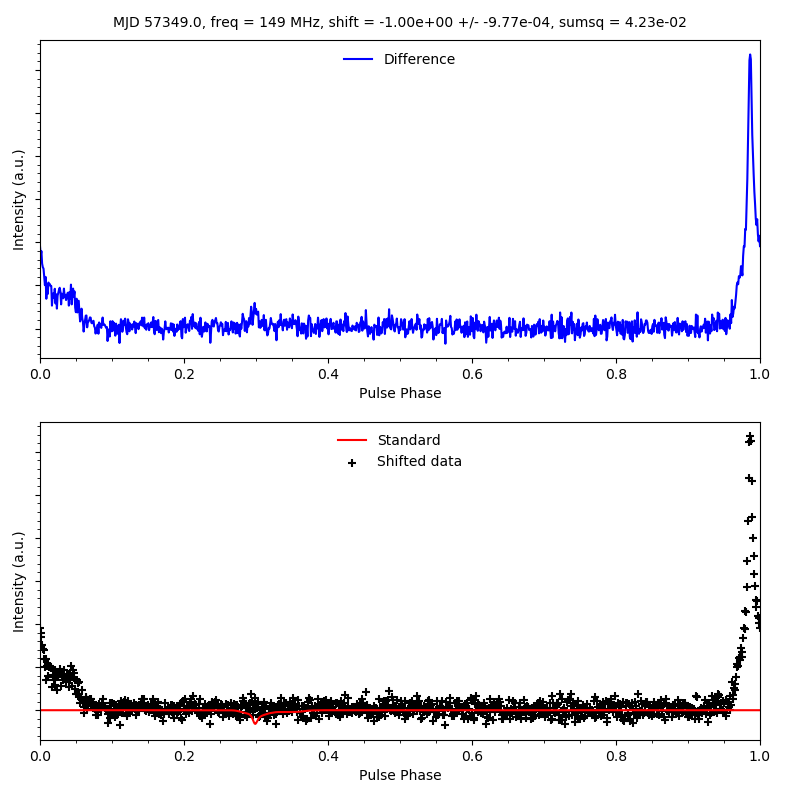 MJD 57349.0, freq = 149 MHz, shift = -1.00e+00 +/- -9.77e-04, sumsq = 4.23e-02
Difference
Intensity (a.u.)
0.0 0.2 0.4 0.6 0.8 1.0
Pulse Phase
Standard
Shifted data
Intensity (a.u.)
0.0 0.2 0.4 0.6 0.8 1.0
Pulse Phase